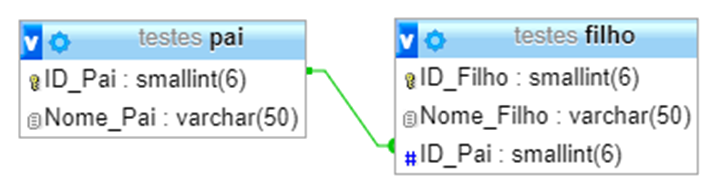 v testes pai
ID_Pai : smallint(6)
Nome_Pai : varchar(50)
v testes filho
ID_Filho : smallint(6)
Nome_Filho : varchar(50)
# ID_Pai : smallint(6)